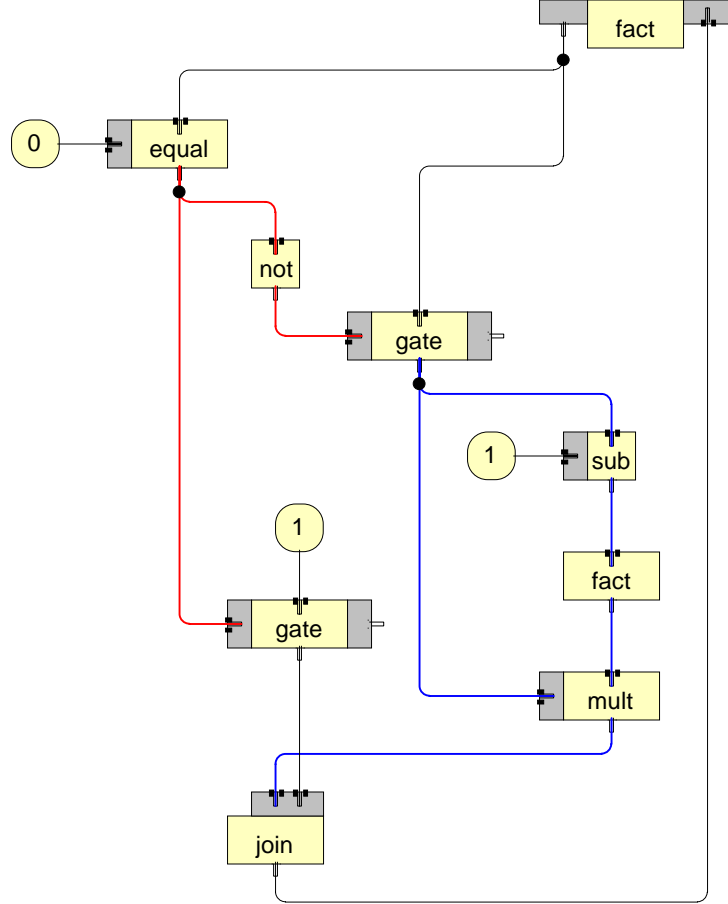 fact
0
equal
not
gate
1
sub
1
fact
gate
mult
join